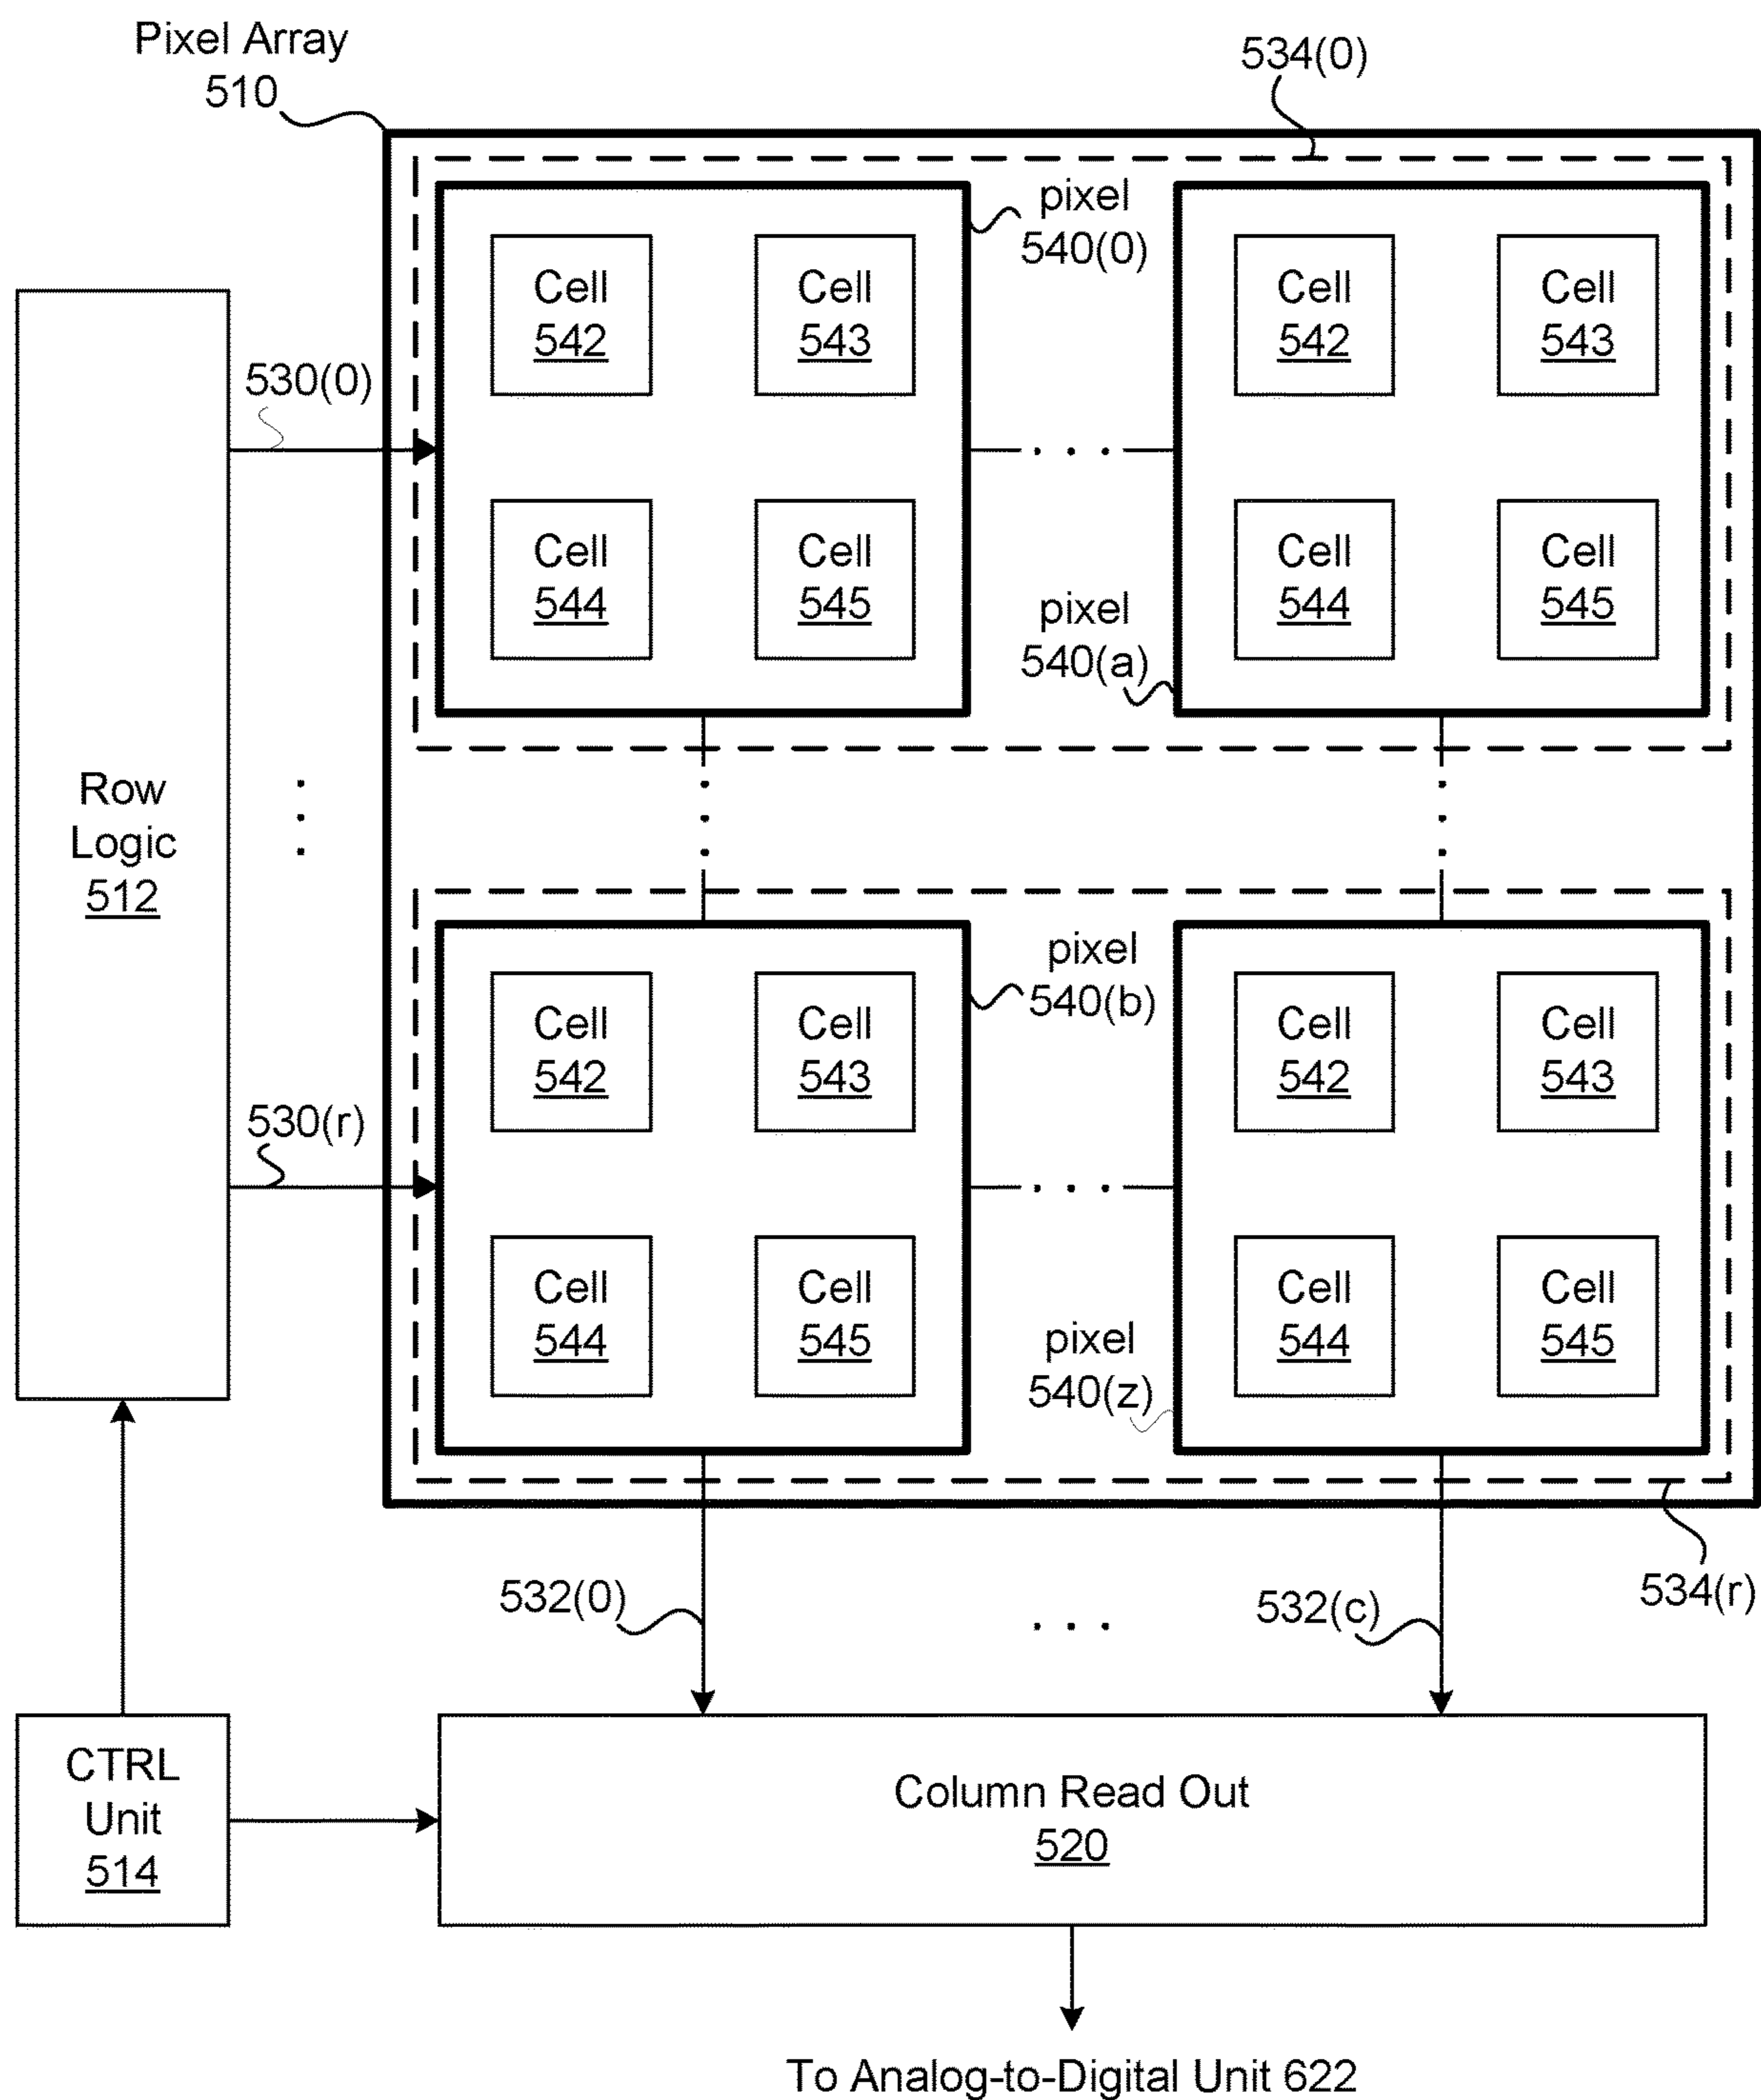 Pixel Array
510
534(0)
pixel
540(0)
Cell
542
Cell
543
Cell
542
Cell
543
530(0)
Cell
544
Cell
545
pixel
540(a)
Cell
544
Cell
545
Row
Logic
512
pixel
540(b)
Cell
542
Cell
543
Cell
542
Cell
543
530(r)
Cell
544
Cell
545
pixel
540(z)
Cell
544
Cell
545
532(0)
532(c)
534(r)
CTRL
Unit
514
Column Read Out
520
To Analog-to-Digital Unit 622